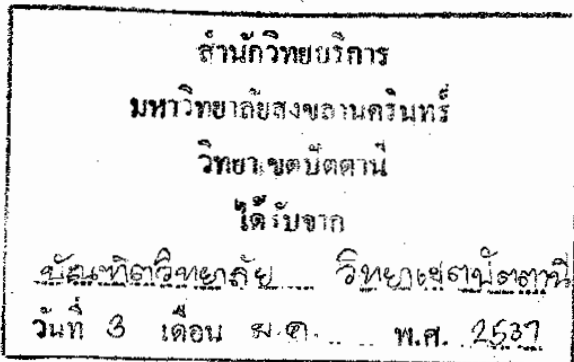 สำนักวิทยบริการ
มหาวิทยาลัยสงขลานครินทร์
วิทยาเขตปัตตานี
ได้รับจาก
บัณฑิตวิทยาลัย วิทยาเขตปัตตานี
วันที่ 3 เดือน ม.ค. พ.ศ. 2537